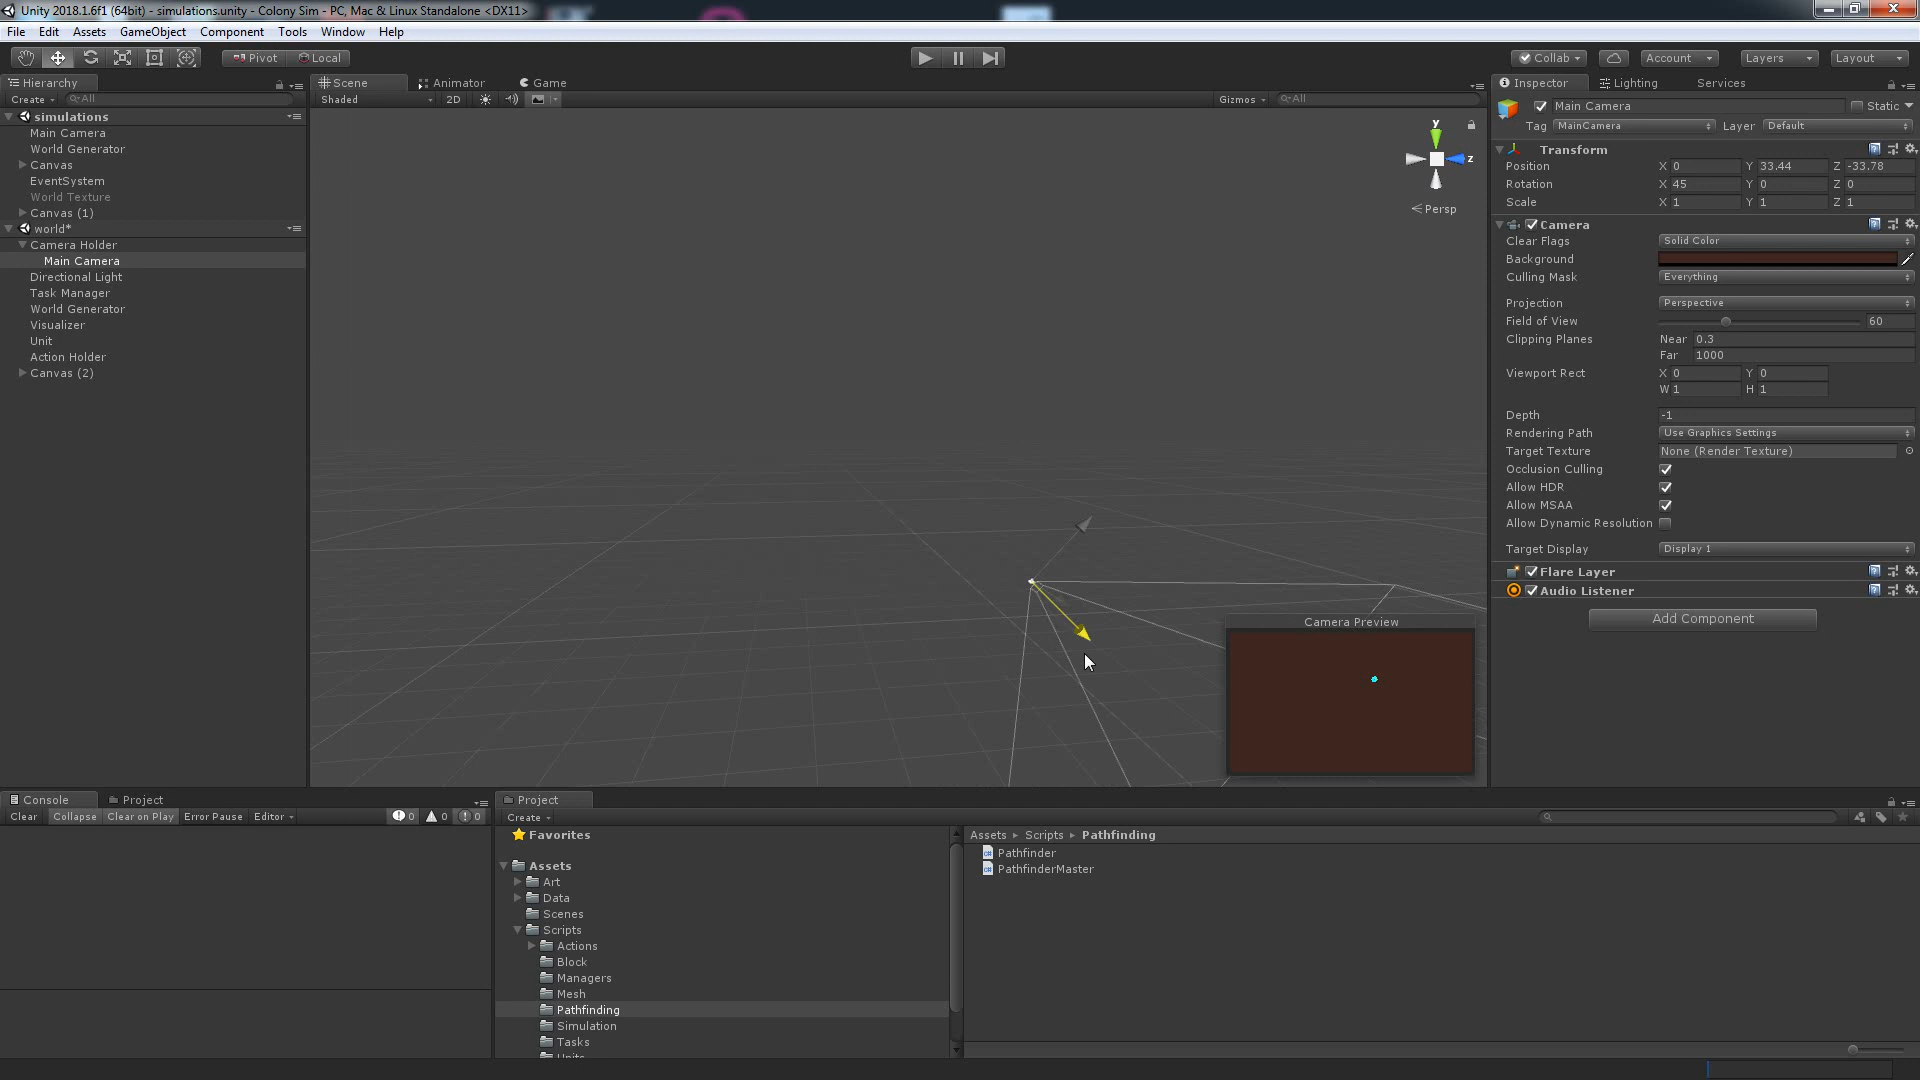 Unity 2018.1.6f1 (64bit) - simulations.unity - Colony Sim - PC, Mac & Linux Standalone <DX11>
File Edit Assets GameObject Component Tools Window Help
Pivot Local Collab Account Layers Layout
Hierarchy
Create All
simulations
Main Camera
World Generator
Canvas
EventSystem
World Texture
Canvas (1)
world*
Camera Holder
Main Camera
Directional Light
Task Manager
World Generator
Visualizer
Unit
Action Holder
Canvas (2)
Scene Animator Game
Shaded 2D Gizmos All
y
z
Persp
Camera Preview
Inspector Lighting Services
Main Camera Static
Tag MainCamera Layer Default
Transform
Position X 0 Y 33.44 Z -33.78
Rotation X 45 Y 0 Z 0
Scale X 1 Y 1 Z 1
Camera
Clear Flags Solid Color
Background
Culling Mask Everything
Projection Perspective
Field of View 60
Clipping Planes Near 0.3
Far 1000
Viewport Rect X 0 Y 0
W 1 H 1
Depth -1
Rendering Path Use Graphics Settings
Target Texture None (Render Texture)
Occlusion Culling
Allow HDR
Allow MSAA
Allow Dynamic Resolution
Target Display Display 1
Flare Layer
Audio Listener
Add Component
Console Project
Clear Collapse Clear on Play Error Pause Editor 0 0 0
Project
Create
Favorites
Assets
Art
Data
Scenes
Scripts
Actions
Block
Managers
Mesh
Pathfinding
Simulation
Tasks
Units
Assets Scripts Pathfinding
Pathfinder
PathfinderMaster